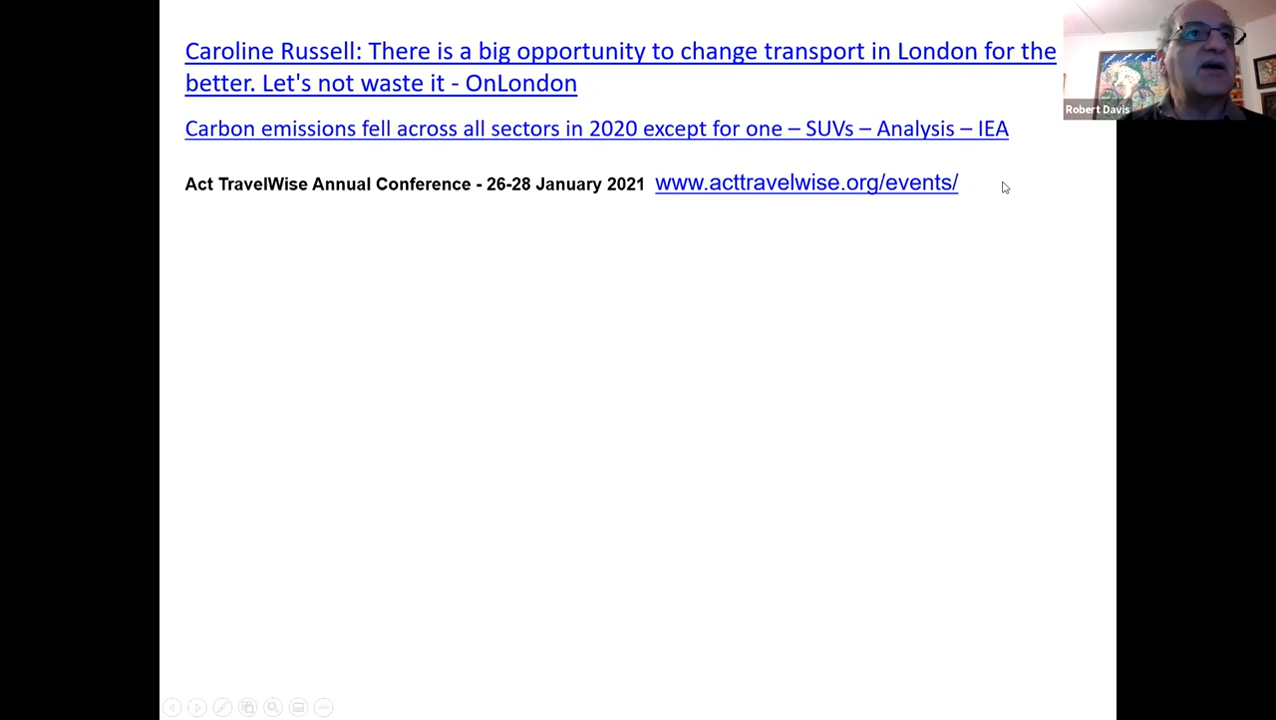 Caroline Russell: There is a big opportunity to change transport in London for the
better. Let's not waste it - OnLondon
Carbon emissions fell across all sectors in 2020 except for one – SUVs – Analysis – IEA
Act TravelWise Annual Conference - 26-28 January 2021 www.acttravelwise.org/events/
Robert Davis